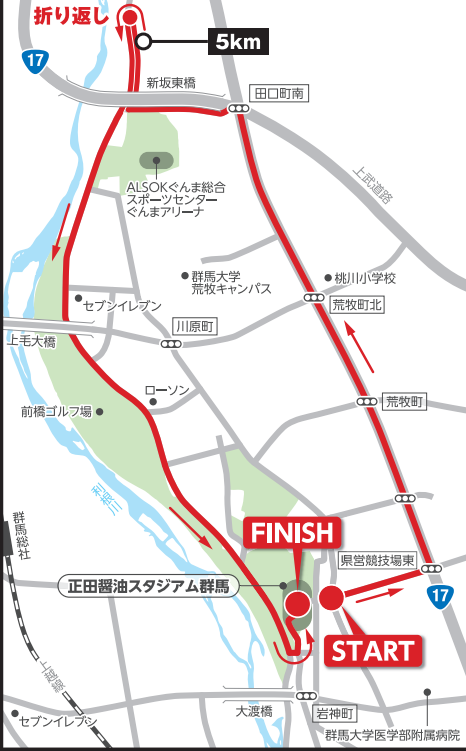 折り返し
5km
17
新坂東橋
田口町南
上武道路
ALSOKぐんま総合
スポーツセンター
ぐんまアリーナ
群馬大学
荒牧キャンパス
桃川小学校
セブンイレブン
荒牧町北
川原町
上毛大橋
ローソン
荒牧町
前橋ゴルフ場
利根川
群馬総社
FINISH
県営競技場東
正田醤油スタジアム群馬
17
START
上越線
大渡橋
岩神町
セブンイレブン
群馬大学医学部附属病院